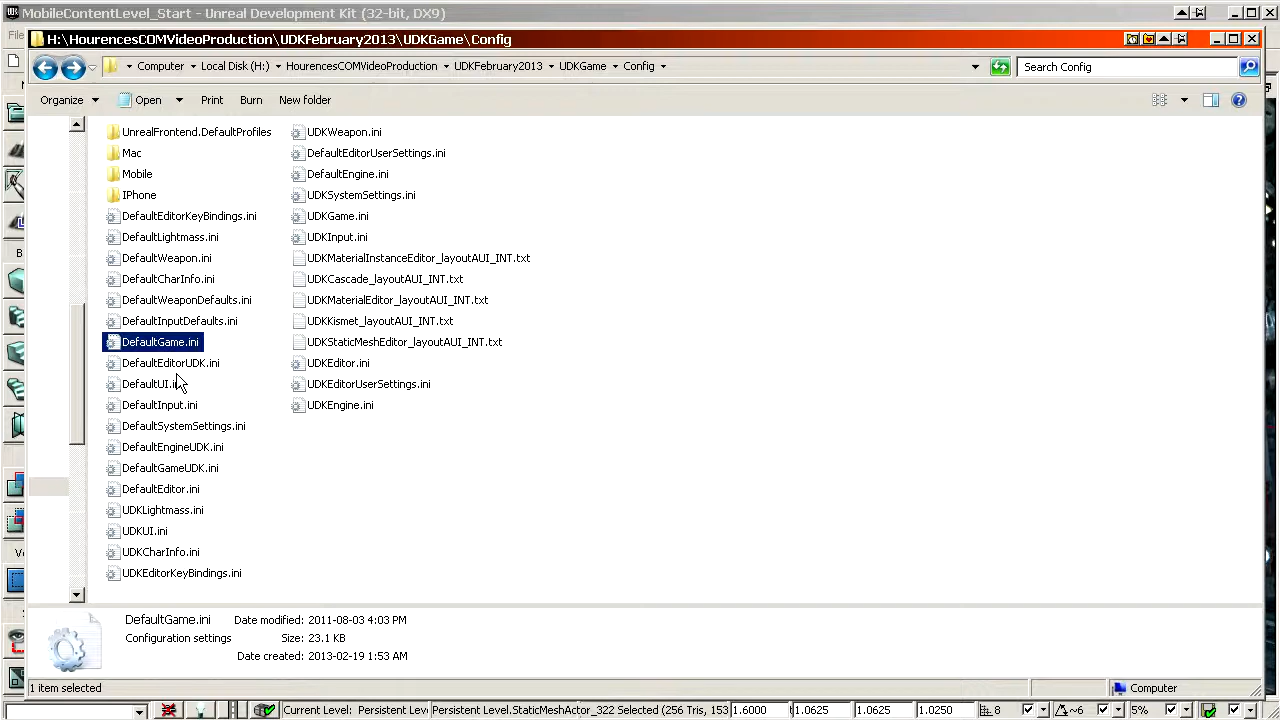 MobileContentLevel_Start - Unreal Development Kit (32-bit, DX9)
H:\HourencesCOMVideoProduction\UDKFebruary2013\UDKGame\Config
Computer Local Disk (H:) HourencesCOMVideoProduction UDKFebruary2013 UDKGame Config
Search Config
Organize Open Print Burn New folder
UnrealFrontend.DefaultProfiles
Mac
Mobile
IPhone
DefaultEditorKeyBindings.ini
DefaultLightmass.ini
DefaultWeapon.ini
DefaultCharInfo.ini
DefaultWeaponDefaults.ini
DefaultInputDefaults.ini
DefaultGame.ini
DefaultEditorUDK.ini
DefaultInput.ini
DefaultSystemSettings.ini
DefaultEngineUDK.ini
DefaultGameUDK.ini
DefaultEditor.ini
UDKLightmass.ini
UDKUI.ini
UDKCharInfo.ini
UDKEditorKeyBindings.ini
UDKWeapon.ini
DefaultEditorUserSettings.ini
DefaultEngine.ini
UDKSystemSettings.ini
UDKGame.ini
UDKInput.ini
UDKMaterialInstanceEditor_layoutAUI_INT.txt
UDKCascade_layoutAUI_INT.txt
UDKMaterialEditor_layoutAUI_INT.txt
UDKKismet_layoutAUI_INT.txt
UDKStaticMeshEditor_layoutAUI_INT.txt
UDKEditor.ini
UDKEditorUserSettings.ini
UDKEngine.ini
DefaultGame.ini Date modified: 2011-08-03 4:03 PM
Configuration settings Size: 23.1 KB
Date created: 2013-02-19 1:53 AM
1 item selected
Computer
Current Level: Persistent Lev Persistent Level.StaticMeshActor_322 Selected (256 Tris, 153 1.6000 1.0625 1.0625 1.0250 8 6 5%